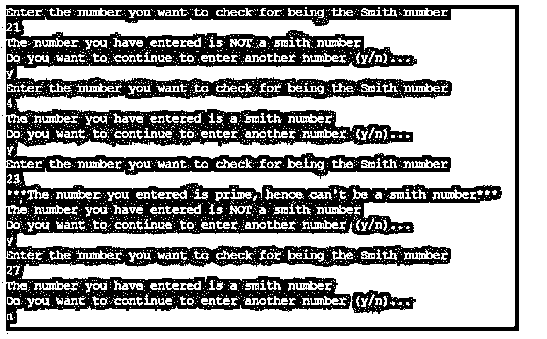 Enter the number you want to check for being the Smith number
21
The number you have entered is NOT a smith number
Do you want to continue to enter another number (y/n)...
y
Enter the number you want to check for being the Smith number
4
The number you have entered is a smith number
Do you want to continue to enter another number (y/n)...
y
Enter the number you want to check for being the Smith number
23
***The number you entered is prime, hence can't be a smith number***
The number you have entered is NOT a smith number
Do you want to continue to enter another number (y/n)...
y
Enter the number you want to check for being the Smith number
27
The number you have entered is a smith number
Do you want to continue to enter another number (y/n)...
n